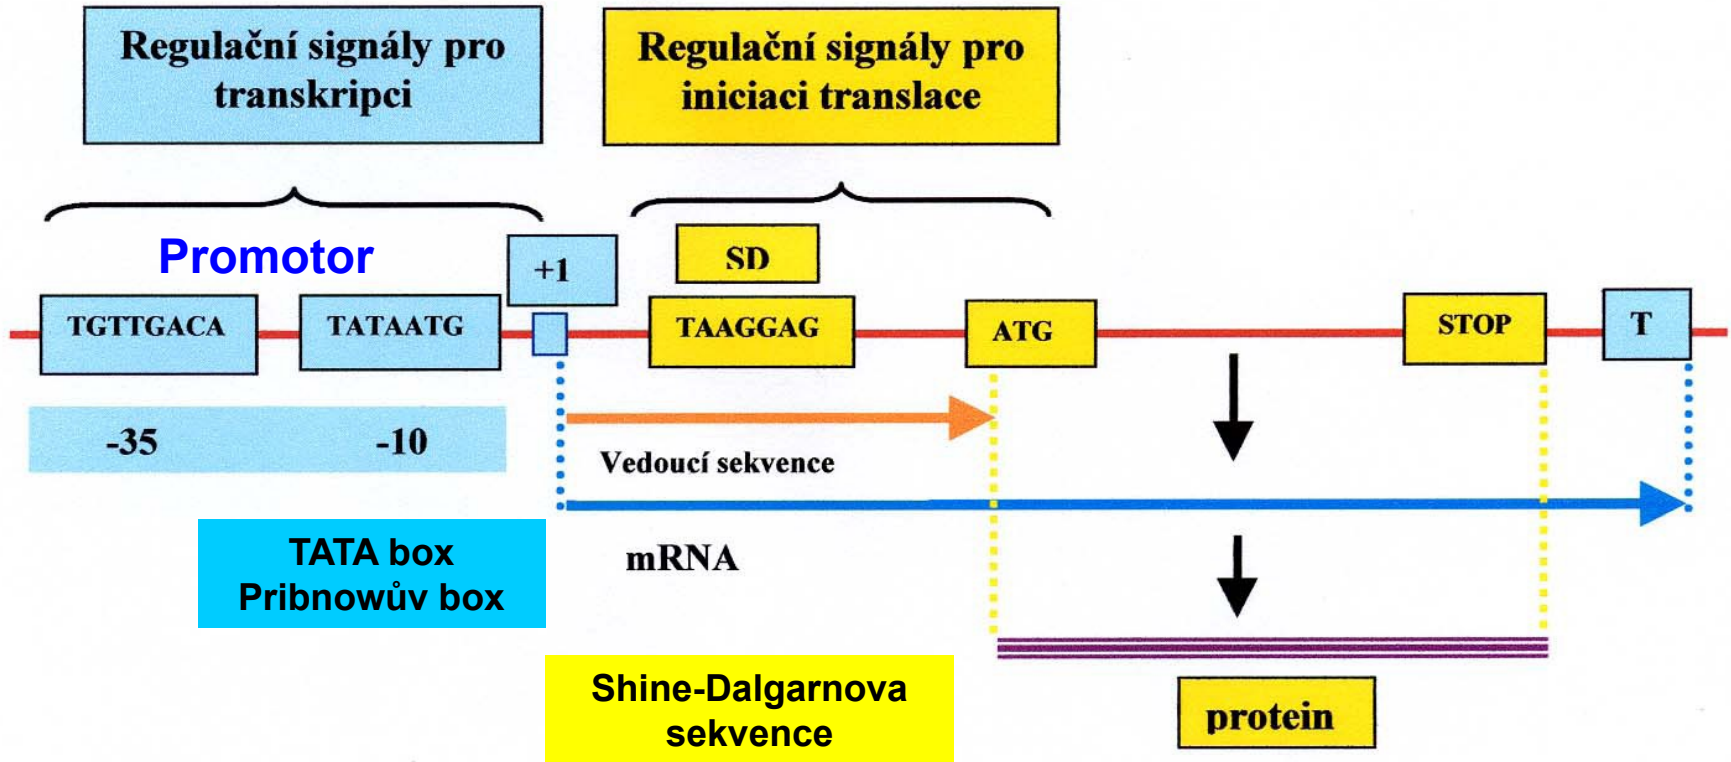 Regulační signály pro
transkripci
Regulační signály pro
iniciaci translace
Promotor
+1
SD
TGTTGACA
TATAATG
TAAGGAG
ATG
STOP
T
-35
-10
Vedoucí sekvence
TATA box
Pribnowův box
mRNA
Shine-Dalgarnova
sekvence
protein